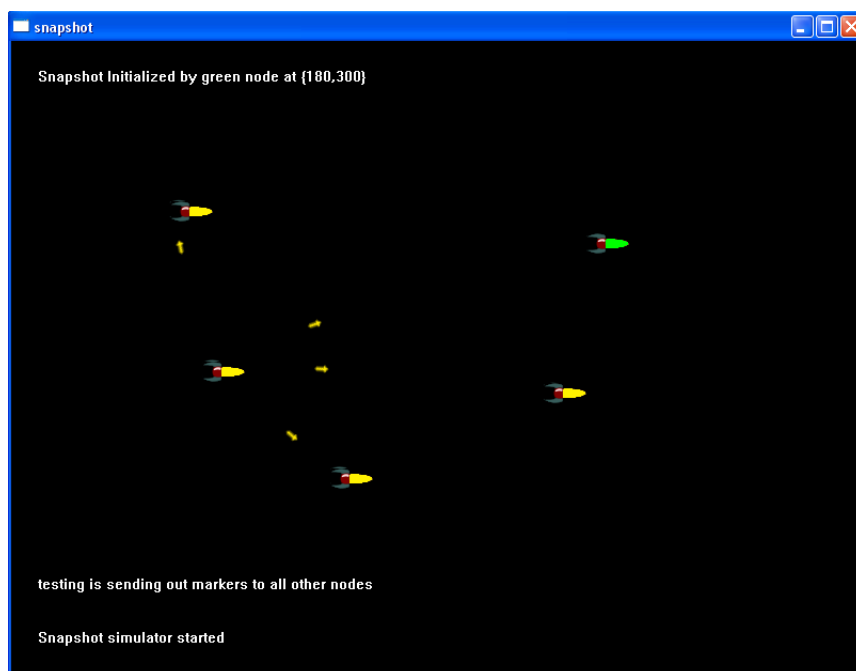 snapshot
Snapshot Initialized by green node at {180,300}
testing is sending out markers to all other nodes
Snapshot simulator started